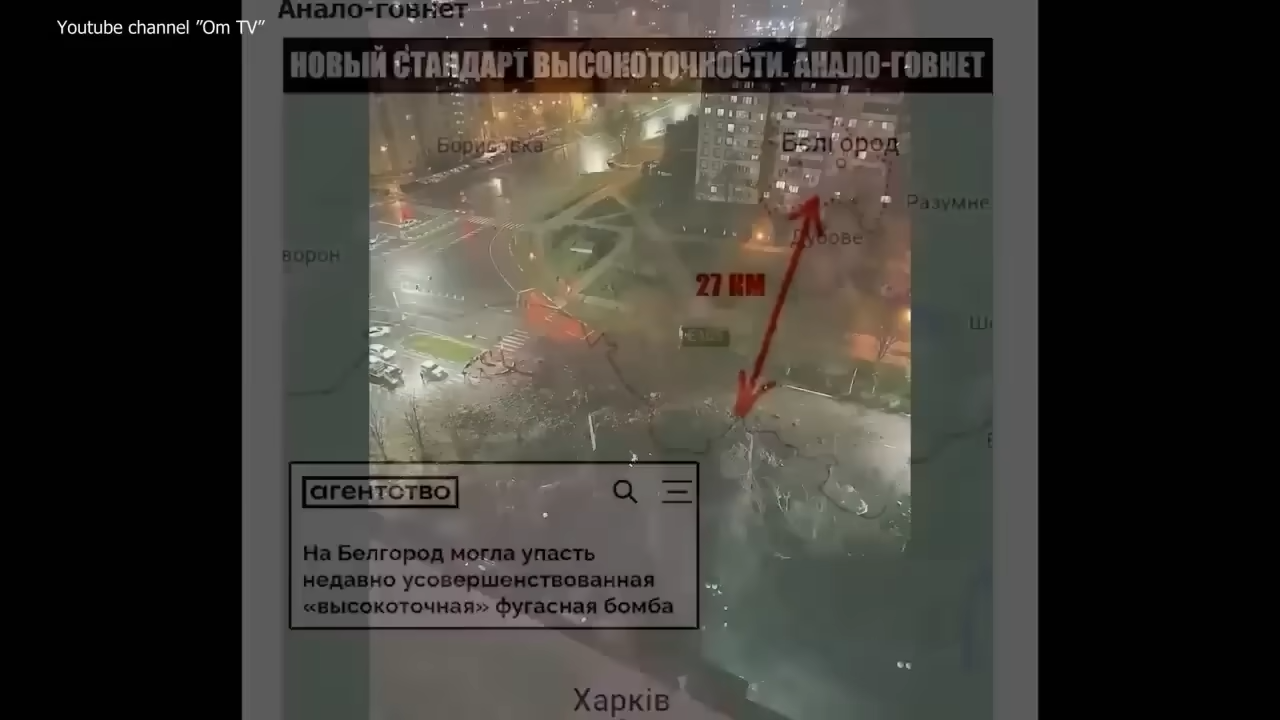 Youtube channel "Om TV"
Анало-говнет
НОВЫЙ СТАНДАРТ ВЫСОКОТОЧНОСТИ. АНАЛО-ГОВНЕТ
Борисовка
Бєлгород
Разумне
Дубове
ворон
27 КМ
агентство
На Белгород могла упасть
недавно усовершенствованная
«высокоточная» фугасная бомба
Харків